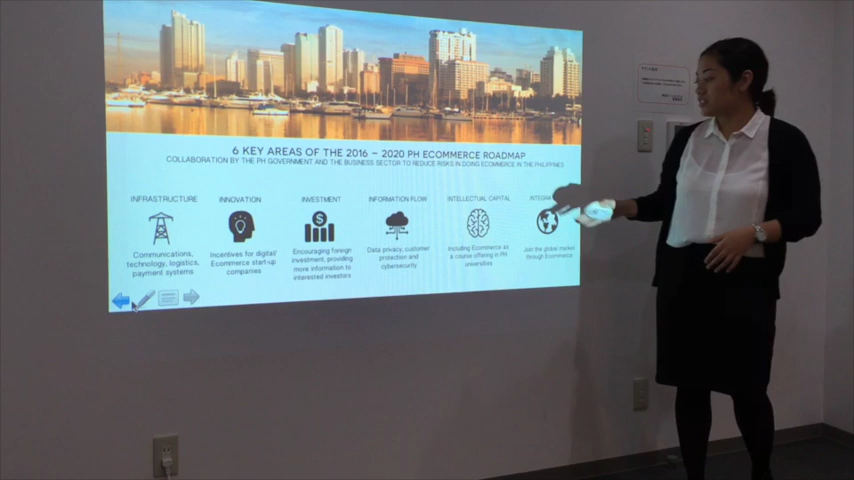 6 KEY AREAS OF THE 2016 - 2020 PH ECOMMERCE ROADMAP
COLLABORATION BY THE PH GOVERNMENT AND THE BUSINESS SECTOR TO REDUCE RISKS IN DOING ECOMMERCE IN THE PHILIPPINES
INFRASTRUCTURE
Communications,
technology, logistics,
payment systems
INNOVATION
Incentives for digital/
Ecommerce start-up
companies
INVESTMENT
Encouraging foreign
investment, providing
more information to
interested investors
INFORMATION FLOW
Data privacy, customer
protection and
cybersecurity
INTELLECTUAL CAPITAL
Including Ecommerce as
a course offering in PH
universities
Join the global market
through Ecommerce